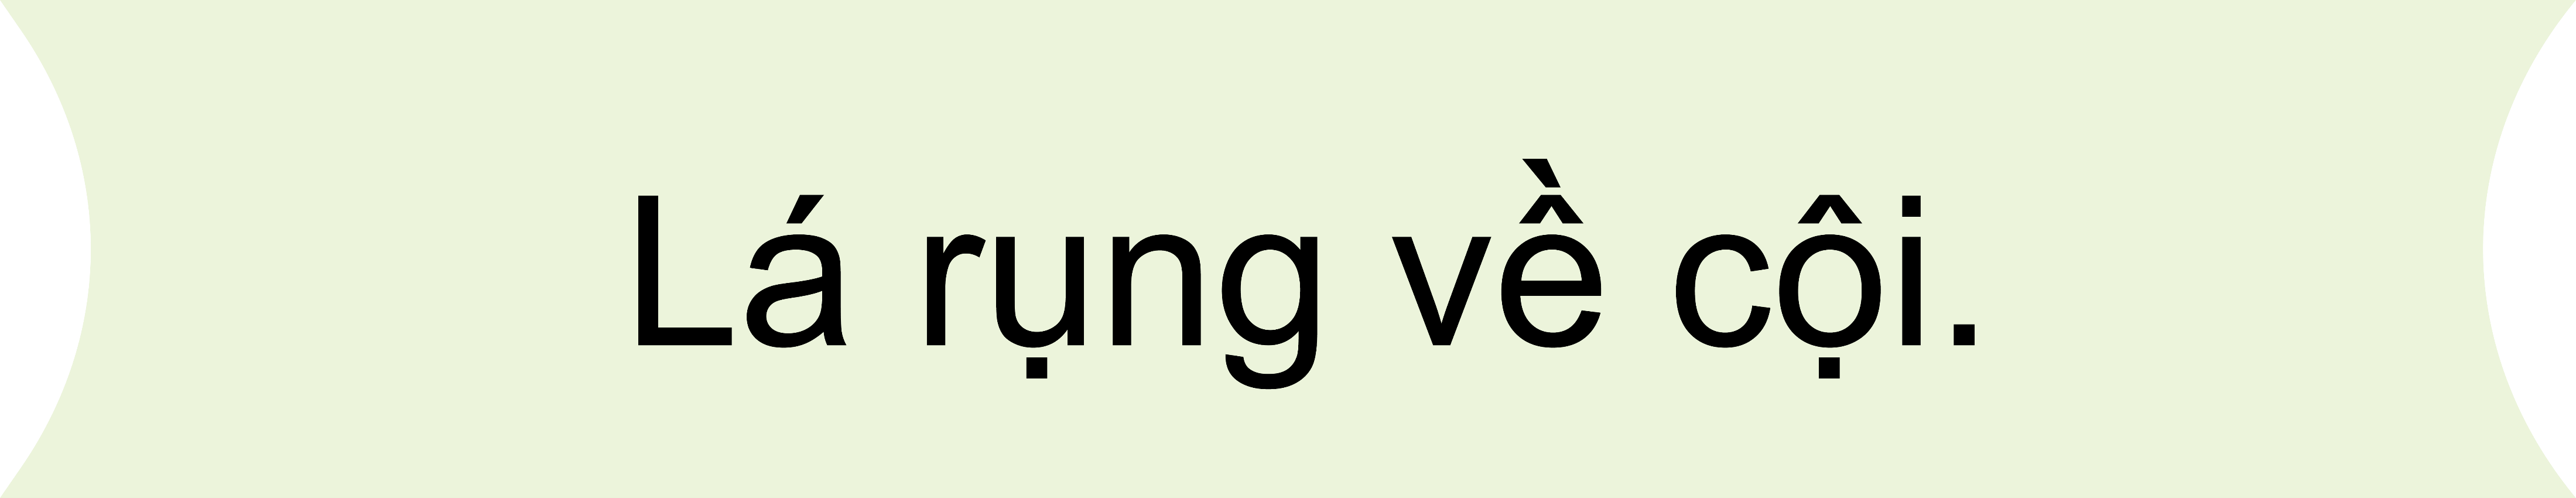 Lá rụng về cội.